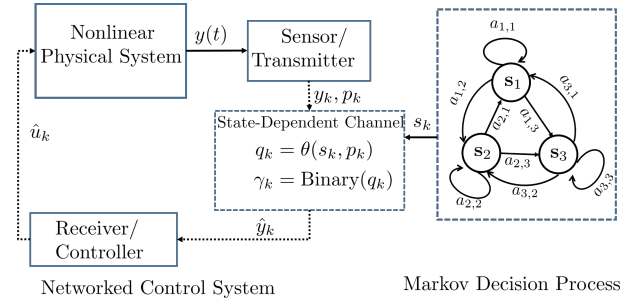 Nonlinear
Physical System
y(t)
Sensor/
Transmitter
y_k, p_k
State-Dependent Channel
q_k = θ(s_k, p_k)
γ_k = Binary(q_k)
s_k
û_k
ŷ_k
Receiver/
Controller
Networked Control System
a_{1,1}
s_1
a_{1,2}
a_{2,1}
a_{1,3}
a_{3,1}
s_2
a_{2,3}
s_3
a_{2,2}
a_{3,2}
a_{3,3}
Markov Decision Process